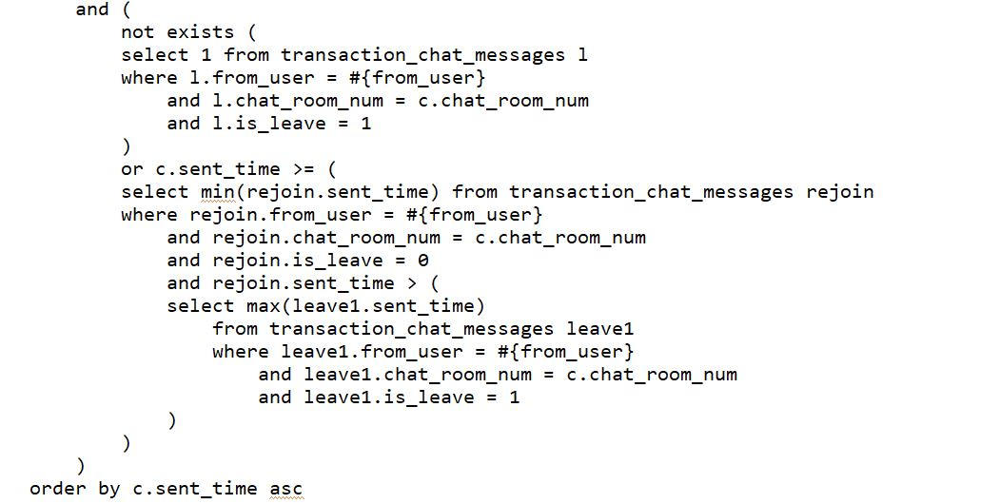 and (
not exists (
select 1 from transaction_chat_messages l
where l.from_user = #{from_user}
and l.chat_room_num = c.chat_room_num
and l.is_leave = 1
)
or c.sent_time >= (
select min(rejoin.sent_time) from transaction_chat_messages rejoin
where rejoin.from_user = #{from_user}
and rejoin.chat_room_num = c.chat_room_num
and rejoin.is_leave = 0
and rejoin.sent_time > (
select max(leave1.sent_time)
from transaction_chat_messages leave1
where leave1.from_user = #{from_user}
and leave1.chat_room_num = c.chat_room_num
and leave1.is_leave = 1
)
)
)
order by c.sent_time asc